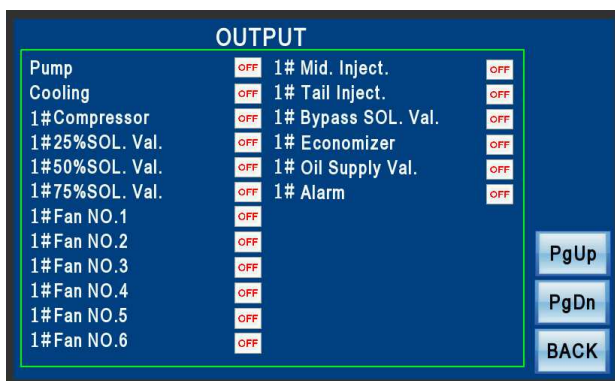 OUTPUT
Pump OFF 1# Mid. Inject. OFF
Cooling OFF 1# Tail Inject. OFF
1#Compressor OFF 1# Bypass SOL. Val. OFF
1#25%SOL. Val. OFF 1# Economizer OFF
1#50%SOL. Val. OFF 1# Oil Supply Val. OFF
1#75%SOL. Val. OFF 1# Alarm OFF
1#Fan NO.1 OFF
1#Fan NO.2 OFF
1#Fan NO.3 OFF
1#Fan NO.4 OFF
1#Fan NO.5 OFF
1#Fan NO.6 OFF
PgUp
PgDn
BACK